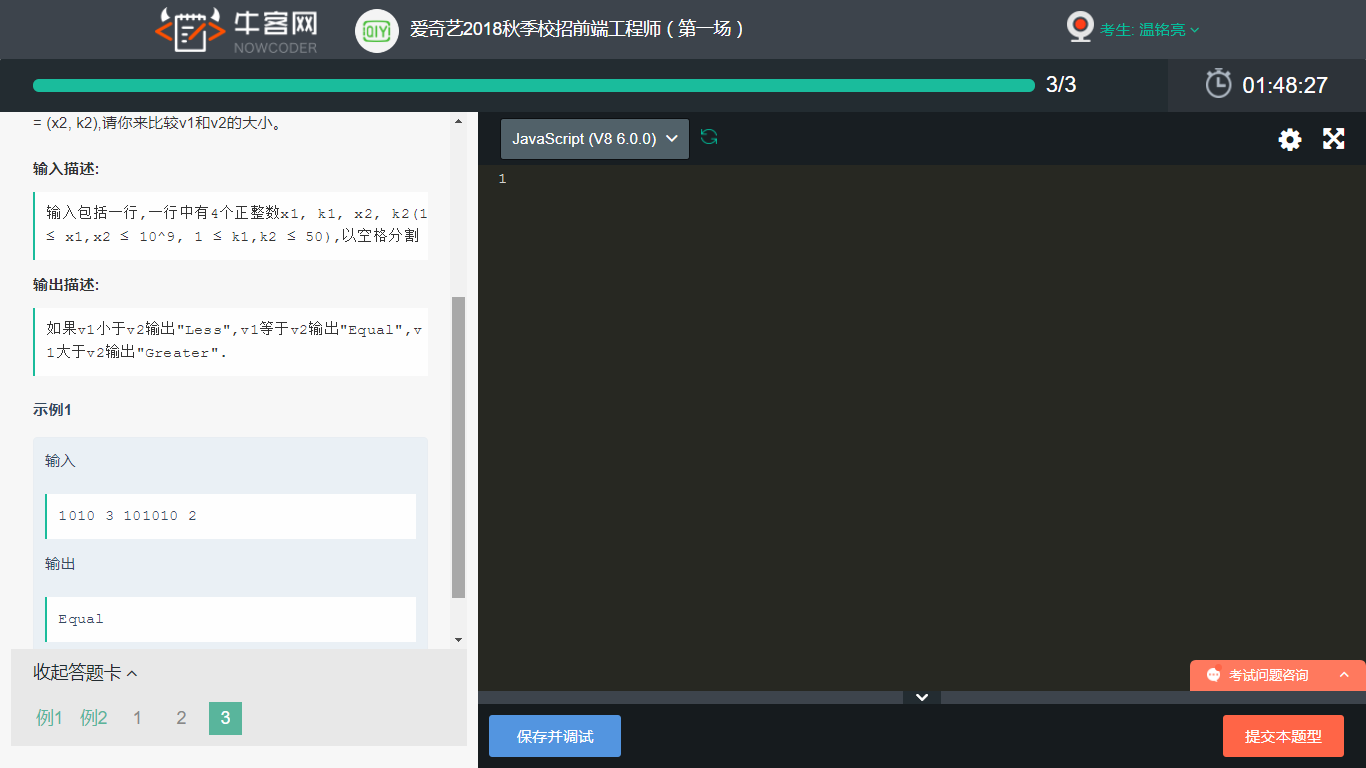 牛客网
NOWCODER
QIY
爱奇艺2018秋季校招前端工程师（第一场）
考生: 温铭亮
3/3
01:48:27
= (x2, k2),请你来比较v1和v2的大小。
输入描述:
输入包括一行,一行中有4个正整数x1, k1, x2, k2(1
≤ x1,x2 ≤ 10^9, 1 ≤ k1,k2 ≤ 50),以空格分割
输出描述:
如果v1小于v2输出"Less",v1等于v2输出"Equal",v
1大于v2输出"Greater".
示例1
输入
1010 3 101010 2
输出
Equal
收起答题卡
例1 例2 1 2 3
JavaScript (V8 6.0.0)
1
考试问题咨询
保存并调试
提交本题型